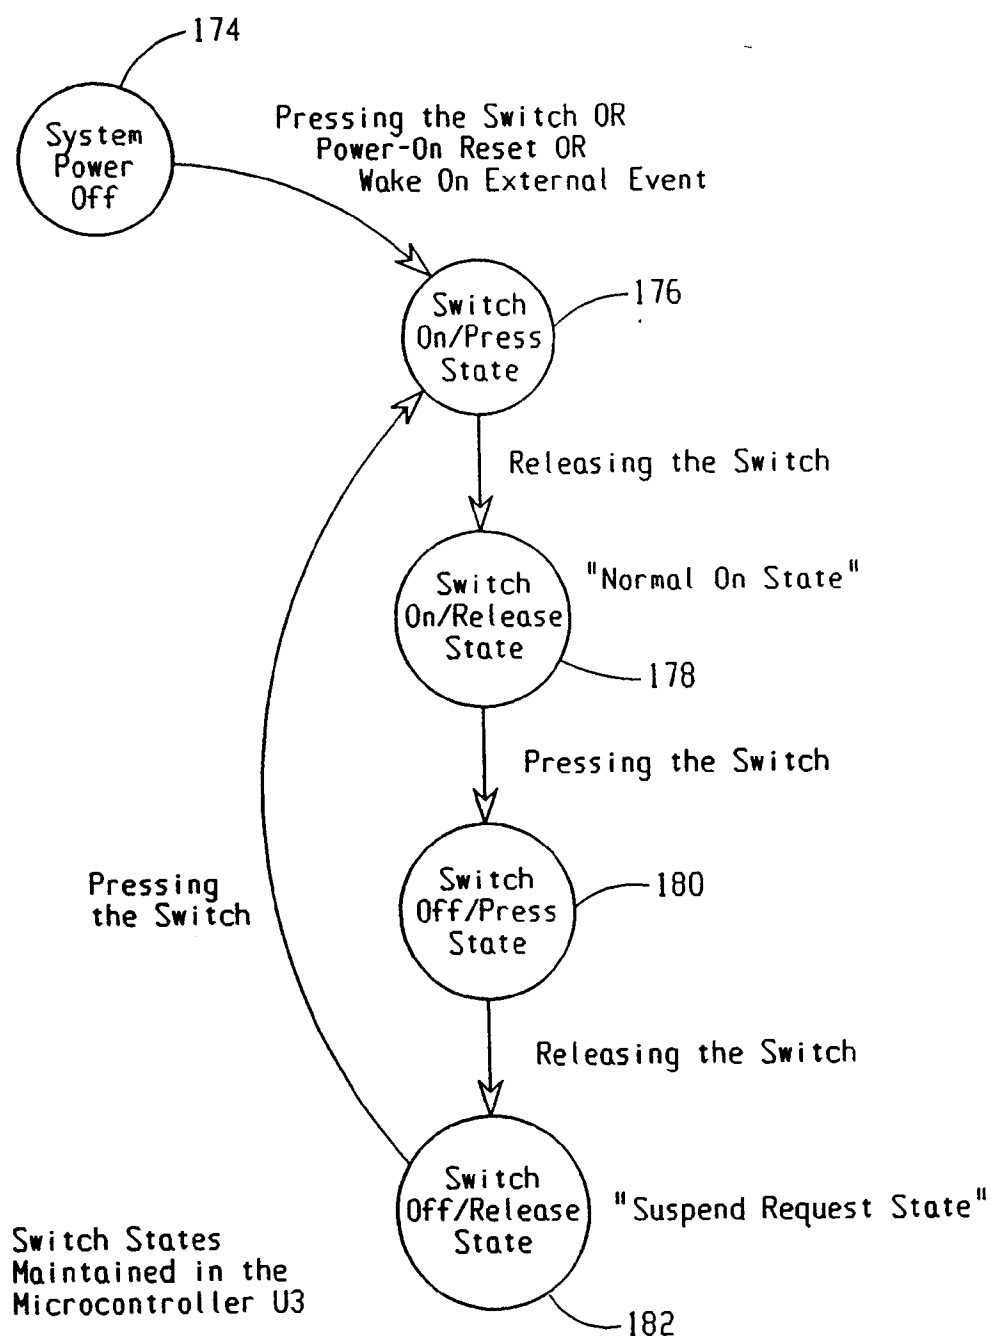 174
System
Power
Off
Pressing the Switch OR
Power-On Reset OR
Wake On External Event
176
Switch
On/Press
State
Releasing the Switch
Switch
On/Release
State
"Normal On State"
178
Pressing the Switch
Switch
Off/Press
State
180
Pressing
the Switch
Releasing the Switch
Switch
Off/Release
State
"Suspend Request State"
182
Switch States
Maintained in the
Microcontroller U3